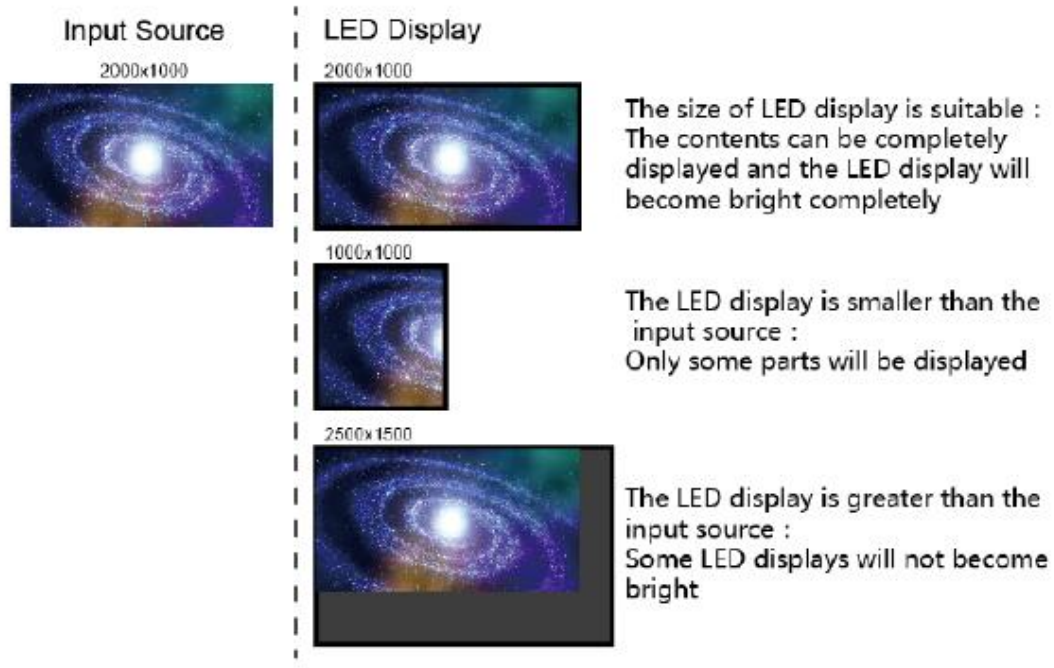 Input Source
LED Display
2000x1000
2000x1000
The size of LED display is suitable :
The contents can be completely
displayed and the LED display will
become bright completely
1000x1000
The LED display is smaller than the
input source :
Only some parts will be displayed
2500x1500
The LED display is greater than the
input source :
Some LED displays will not become
bright